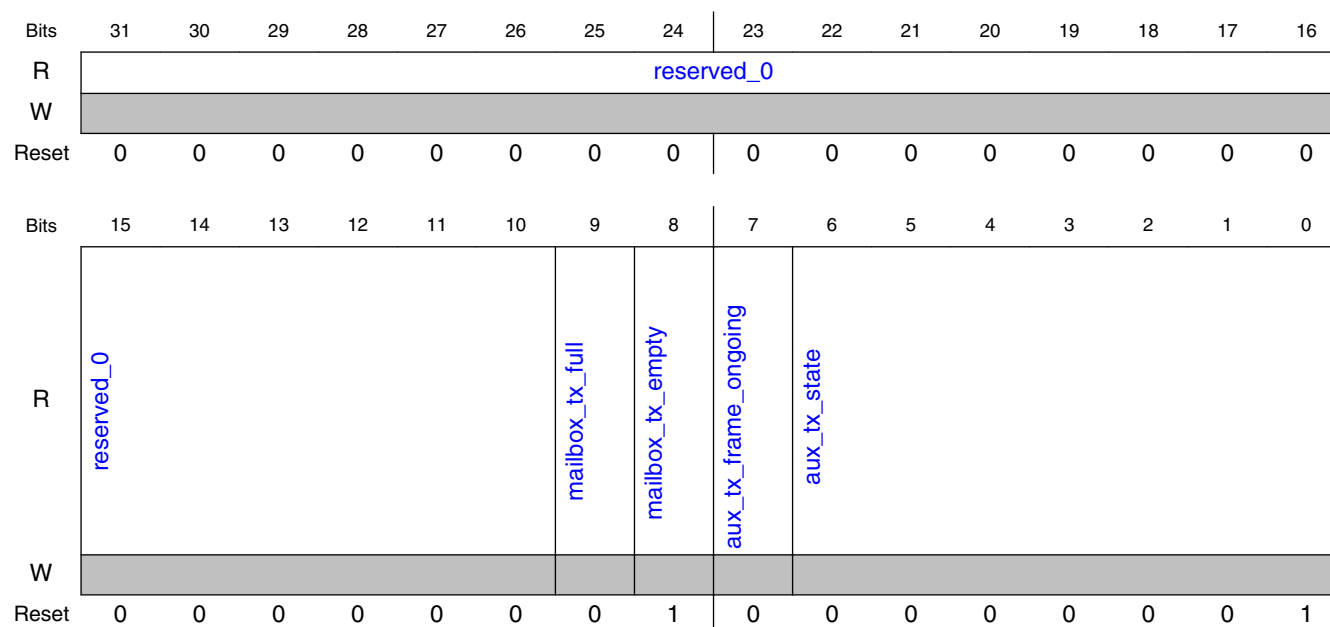 Bits 31 30 29 28 27 26 25 24 23 22 21 20 19 18 17 16
R reserved_0
W
Reset 0 0 0 0 0 0 0 0 0 0 0 0 0 0 0 0
Bits 15 14 13 12 11 10 9 8 7 6 5 4 3 2 1 0
R reserved_0 mailbox_tx_full mailbox_tx_empty aux_tx_frame_ongoing aux_tx_state
W
Reset 0 0 0 0 0 0 0 1 0 0 0 0 0 0 0 1